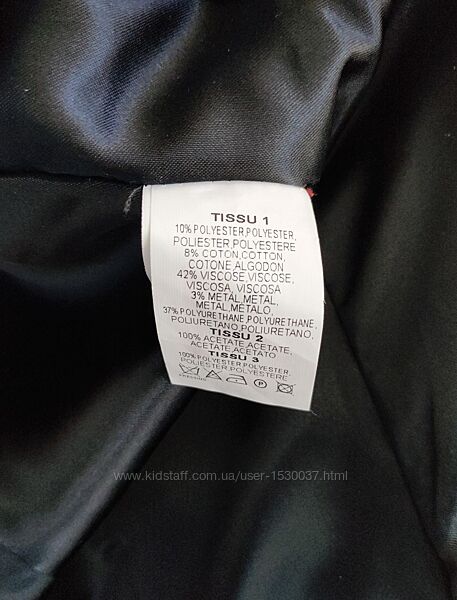 TISSU 1
10% POLYESTER,POLYESTER,
POLIESTER,POLYESTERE
8% COTON,COTTON,
COTONE,ALGODON
42% VISCOSE,VISCOSE,
VISCOSA, VISCOSA
3% METAL,METAL,
METAL,METALO,
37% POLYURETHANE,POLYURETHANE,
POLIURETANO,POLIURETANO,
TISSU 2
100% ACETATE,ACETATE,
ACETATE,ACETATO
TISSU 3
100% POLYESTER,POLYESTER,
POLIESTER,POLYESTERE
P
www.kidstaff.com.ua/user-1530037.html